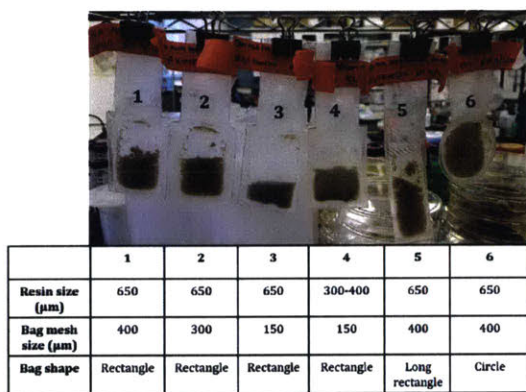 1 2 3 4 5 6
1 2 3 4 5 6
Resin size (μm) 650 650 650 300-400 650 650
Bag mesh size (μm) 400 300 150 150 400 400
Bag shape Rectangle Rectangle Rectangle Rectangle Long rectangle Circle